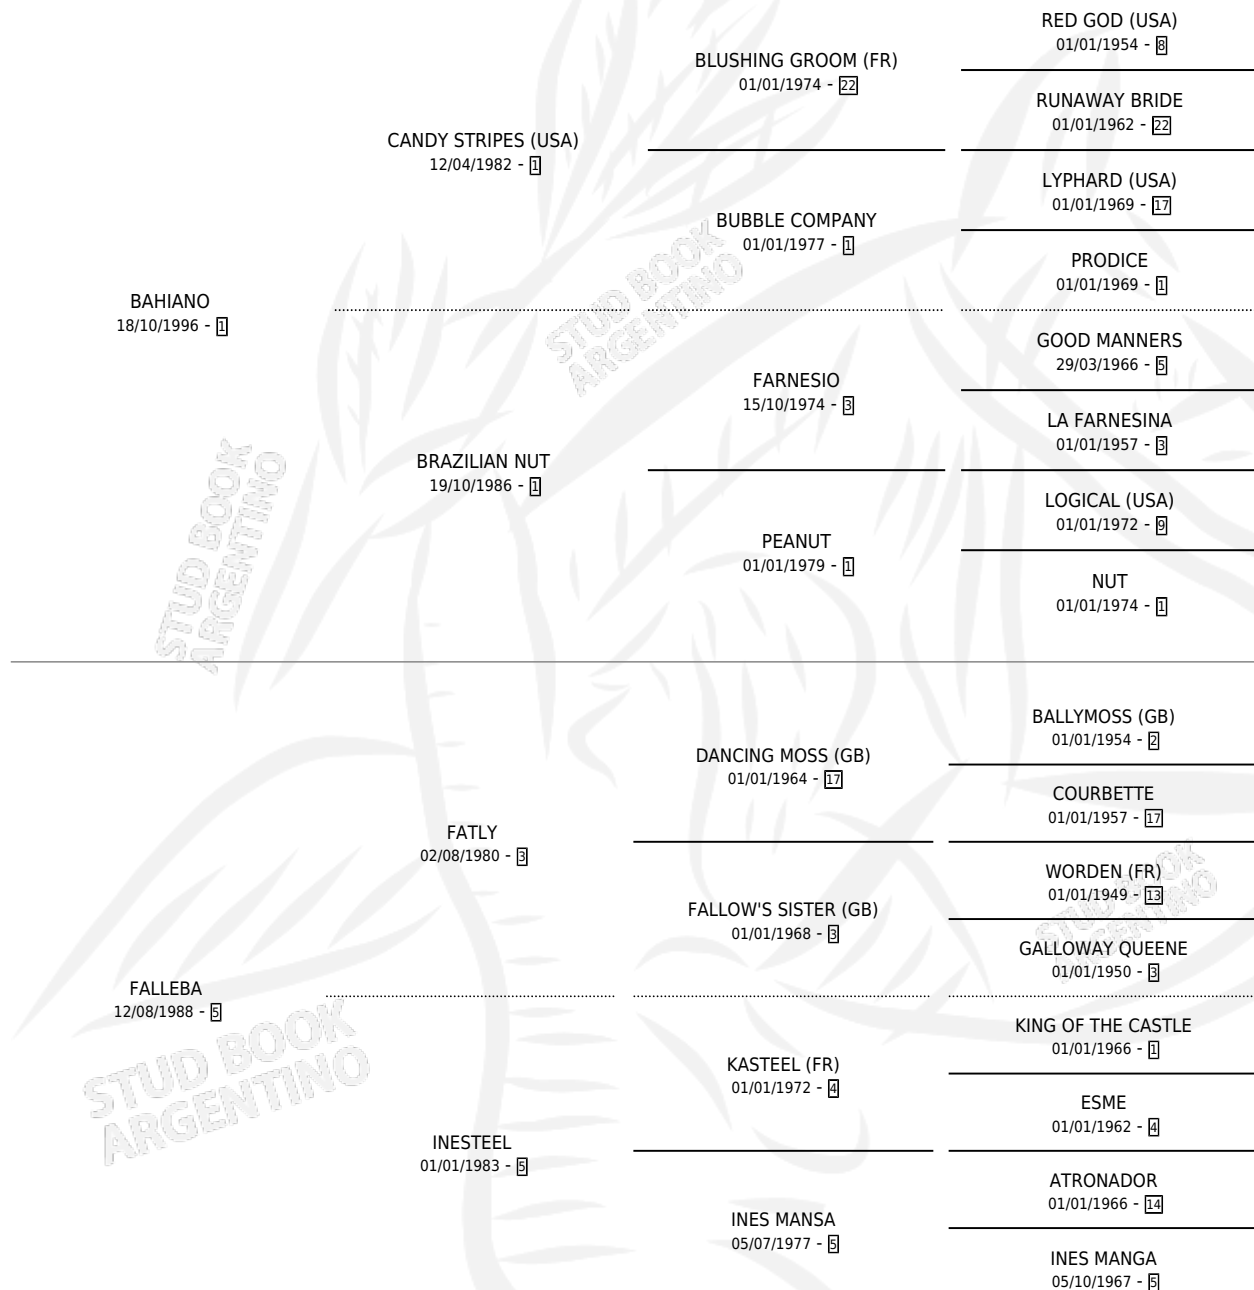 RED GOD (USA)
01/01/1954 - 8
BLUSHING GROOM (FR)
01/01/1974 - 22
RUNAWAY BRIDE
01/01/1962 - 22
CANDY STRIPES (USA)
12/04/1982 - 1
LYPHARD (USA)
01/01/1969 - 17
BUBBLE COMPANY
01/01/1977 - 1
PRODICE
01/01/1969 - 1
BAHIANO
18/10/1996 - 1
STUD BOOK
ARGENTINO
GOOD MANNERS
29/03/1966 - 5
FARNESIO
15/10/1974 - 3
LA FARNESINA
01/01/1957 - 3
BRAZILIAN NUT
19/10/1986 - 1
LOGICAL (USA)
01/01/1972 - 9
PEANUT
01/01/1979 - 1
NUT
01/01/1974 - 1
STUD BOOK
ARGENTINO
BALLYMOSS (GB)
01/01/1954 - 2
DANCING MOSS (GB)
01/01/1964 - 17
COURBETTE
01/01/1957 - 17
FATLY
02/08/1980 - 3
WORDEN (FR)
01/01/1949 - 13
FALLOW'S SISTER (GB)
01/01/1968 - 3
GALLOWAY QUEENE
01/01/1950 - 3
STUD BOOK
ARGENTINO
FALLEBA
12/08/1988 - 5
KING OF THE CASTLE
01/01/1966 - 1
KASTEEL (FR)
01/01/1972 - 4
ESME
01/01/1962 - 4
STUD BOOK
ARGENTINO
INESTEEL
01/01/1983 - 5
ATRONADOR
01/01/1966 - 14
INES MANSA
05/07/1977 - 5
INES MANGA
05/10/1967 - 5